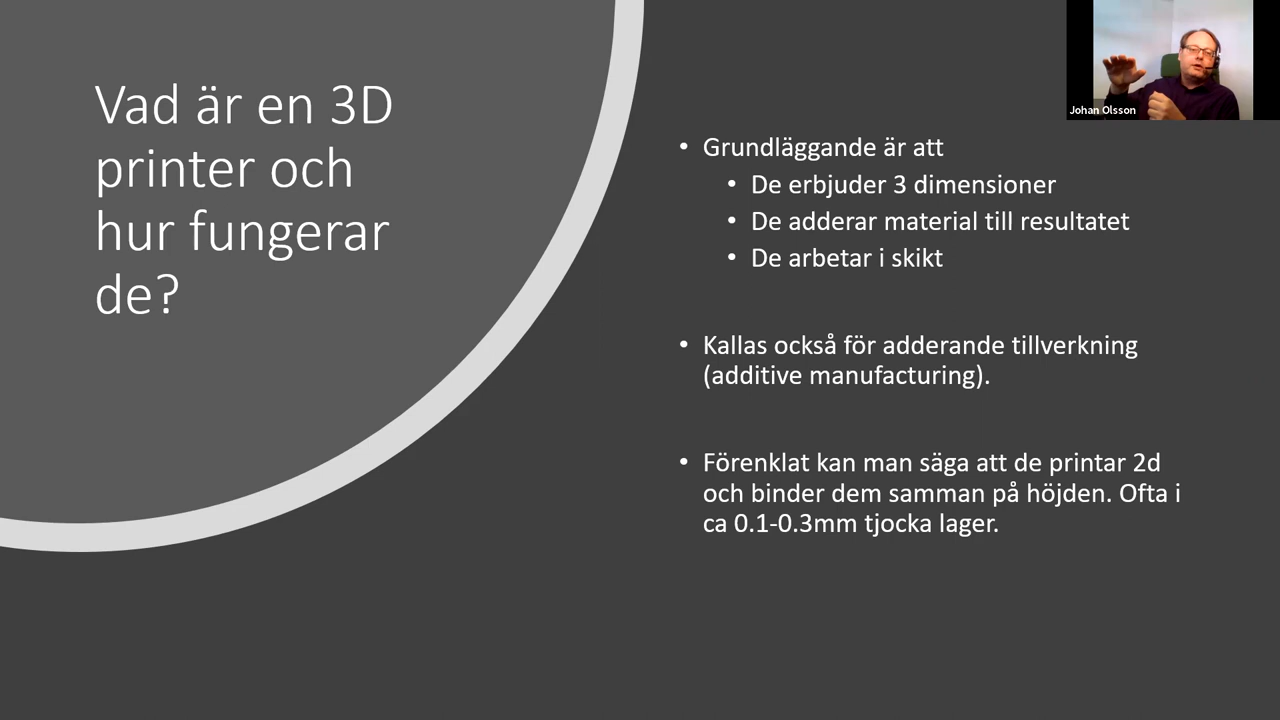 Vad är en 3D
printer och
hur fungerar
de?
Johan Olsson
• Grundläggande är att
• De erbjuder 3 dimensioner
• De adderar material till resultatet
• De arbetar i skikt
• Kallas också för adderande tillverkning
(additive manufacturing).
• Förenklat kan man säga att de printar 2d
och binder dem samman på höjden. Ofta i
ca 0.1-0.3mm tjocka lager.